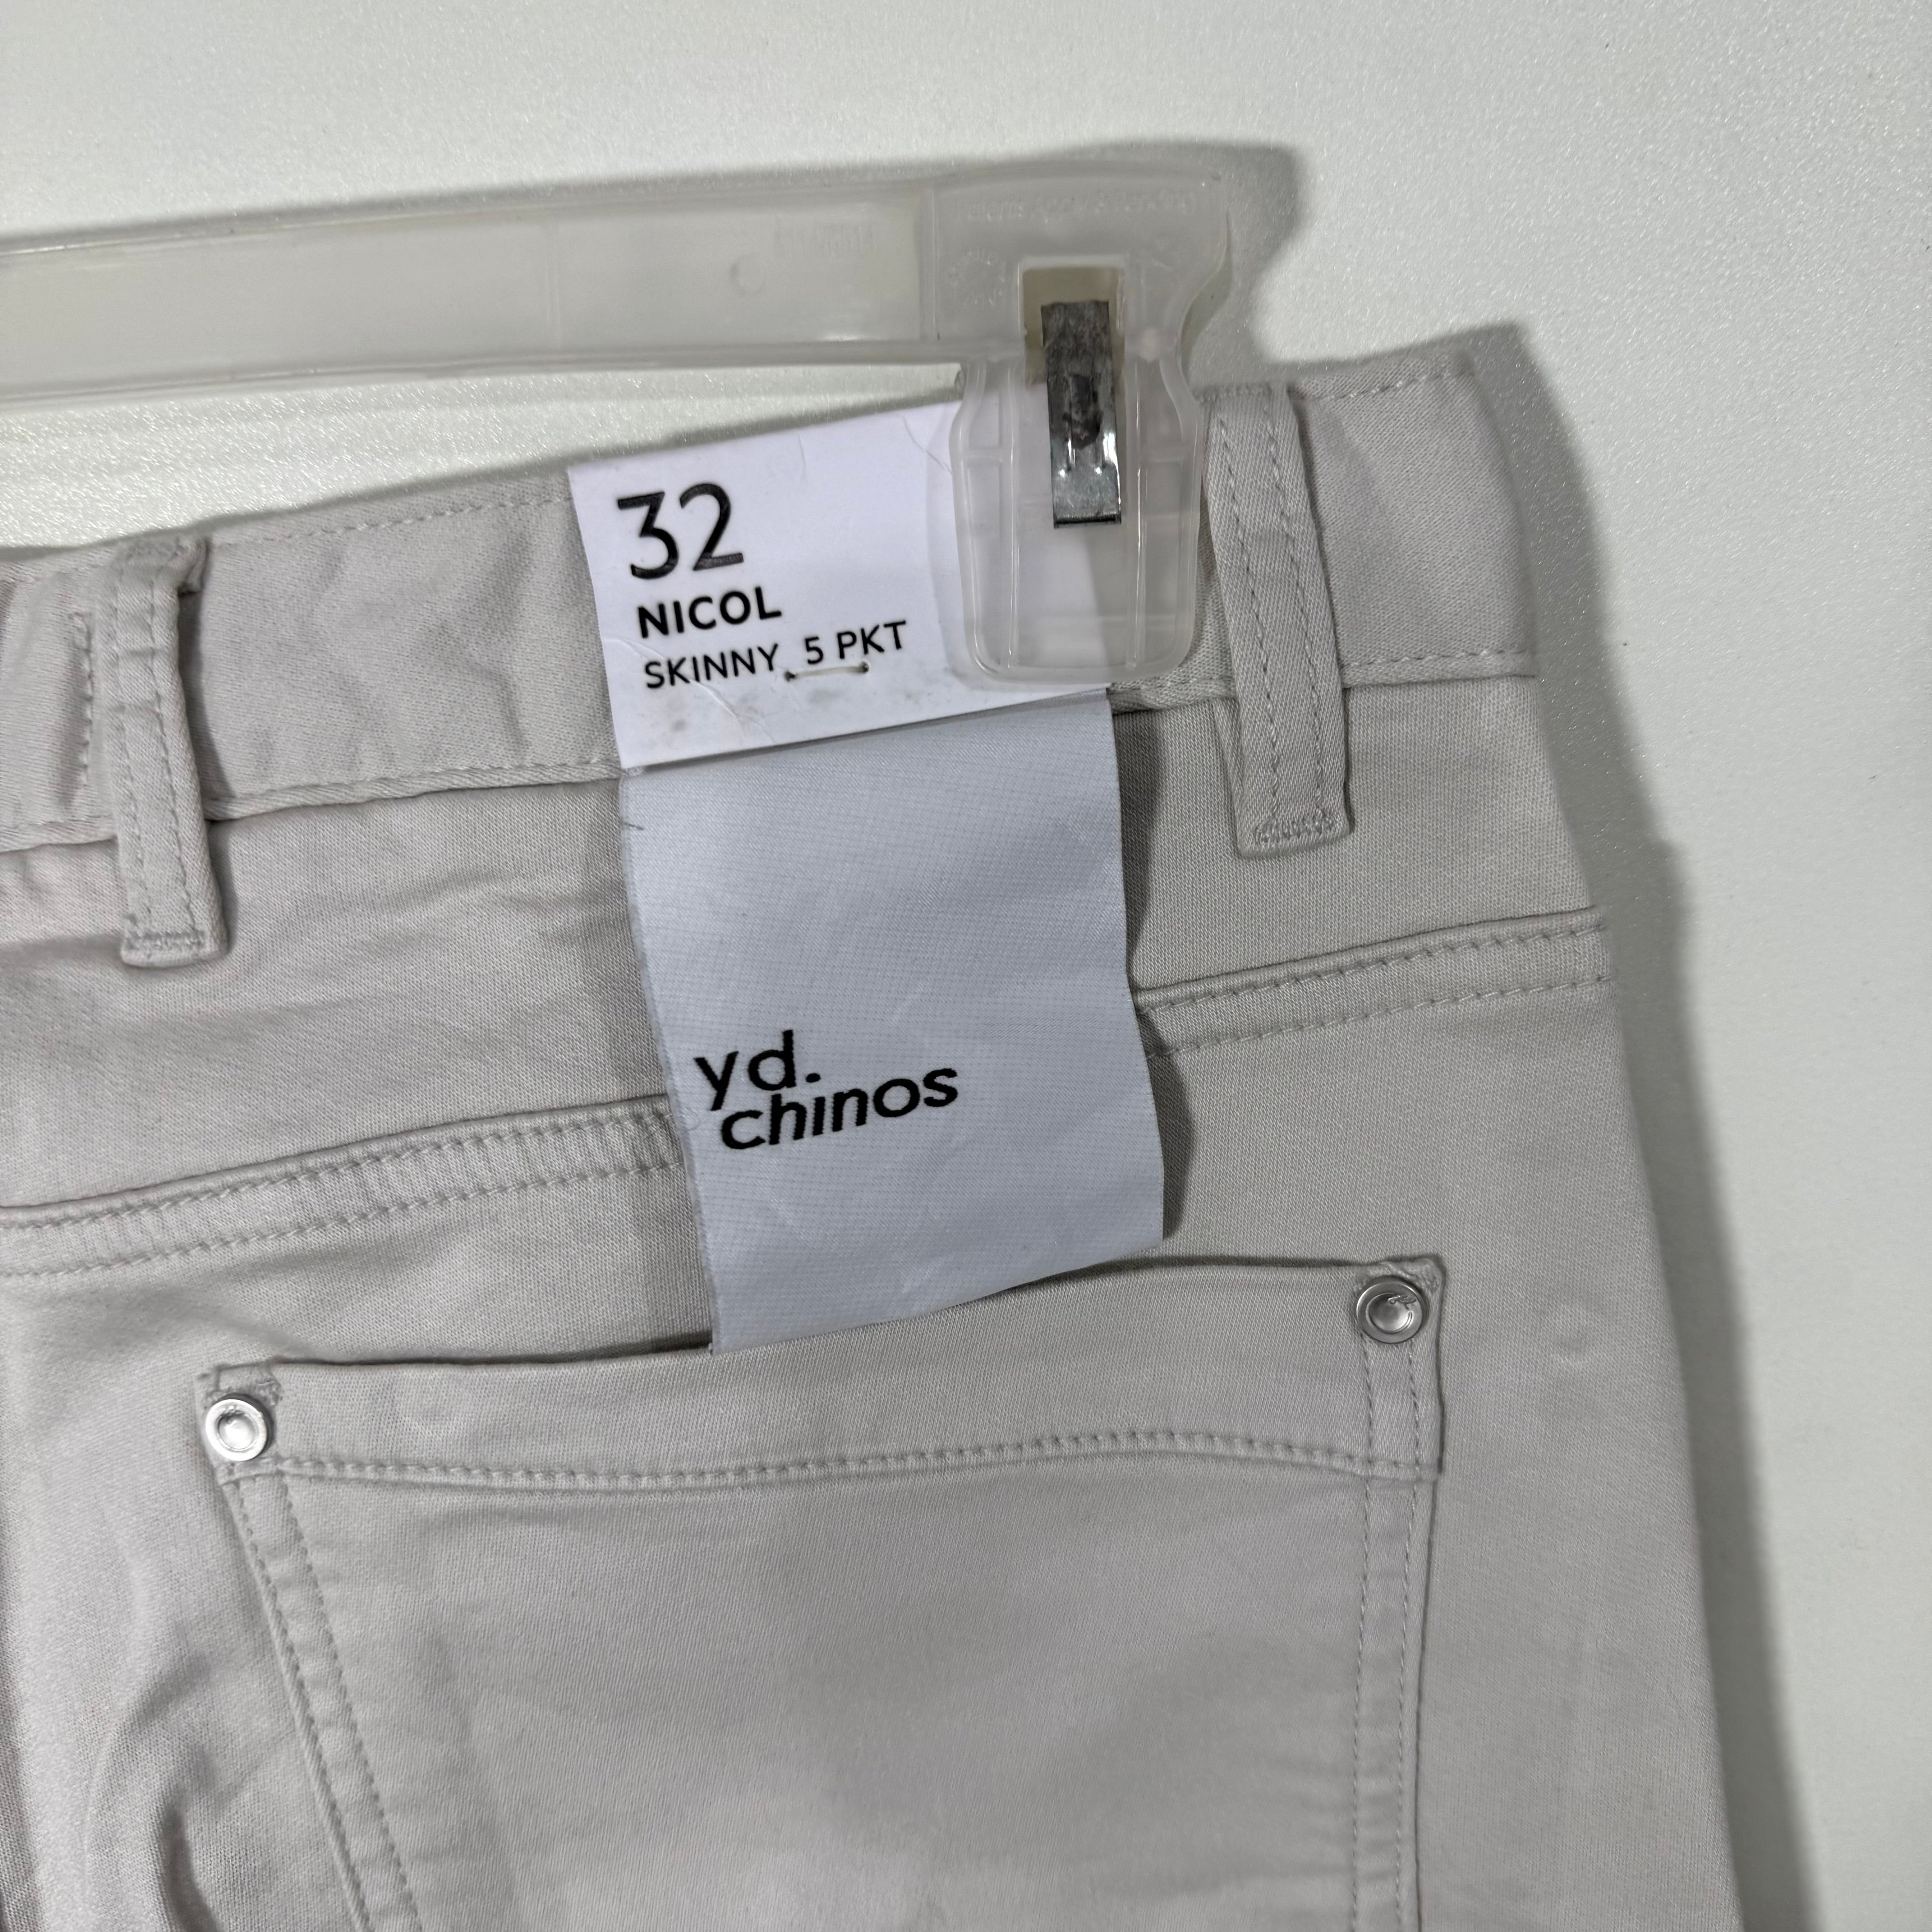 32
NICOL
SKINNY 5 PKT
yd.
chinos